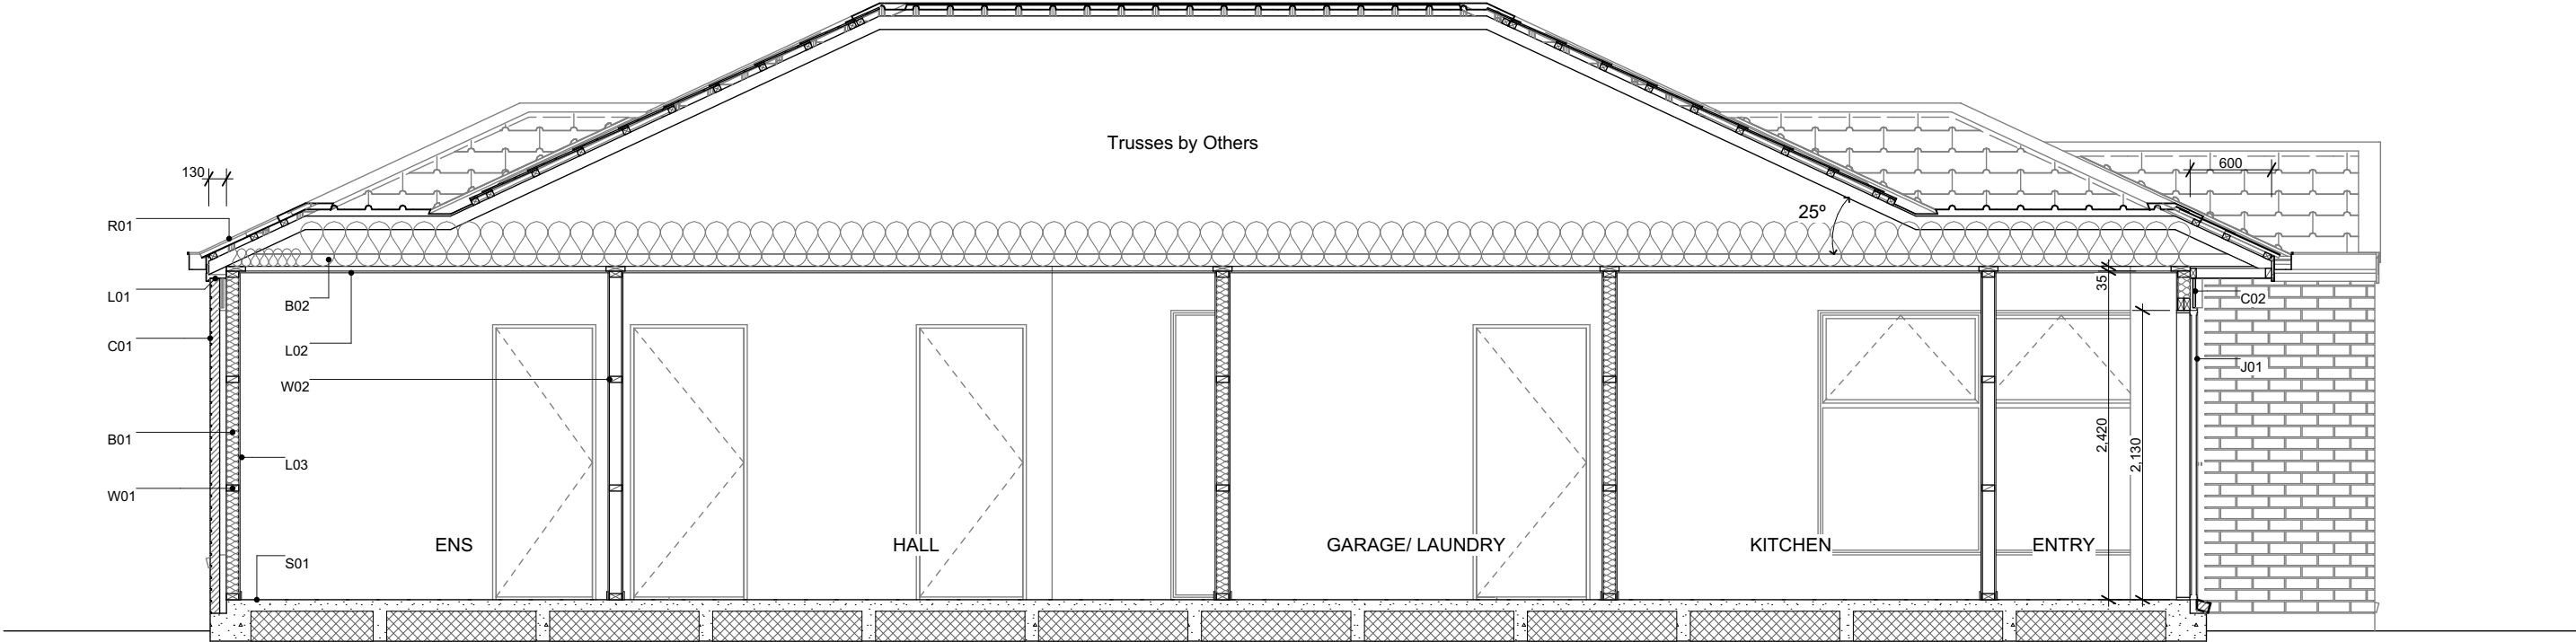 Trusses by Others
130
600
R01
25º
L01
B02
35
C02
C01
L02
W02
J01
B01
2,420
2,130
L03
W01
ENS
HALL
GARAGE/ LAUNDRY
KITCHEN
ENTRY
S01